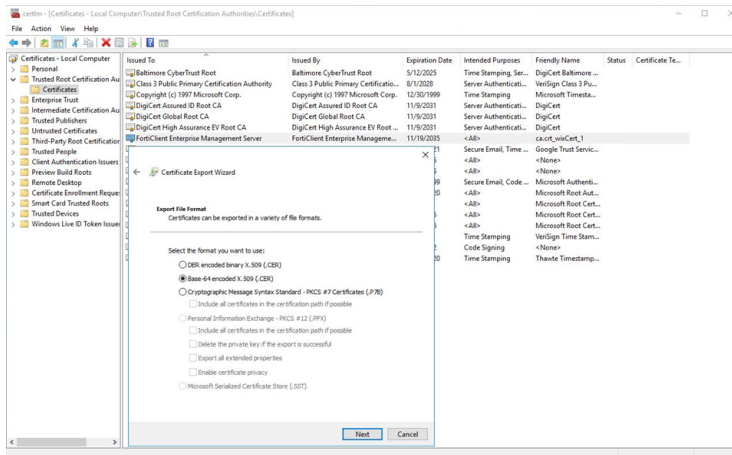 certlm - [Certificates - Local Computer\Trusted Root Certification Authorities\Certificates]
File Action View Help
Certificates - Local Computer
Personal
Trusted Root Certification Au
Certificates
Enterprise Trust
Intermediate Certification Au
Trusted Publishers
Untrusted Certificates
Third-Party Root Certification
Trusted People
Client Authentication Issuers
Preview Build Roots
Remote Desktop
Certificate Enrollment Reque
Smart Card Trusted Roots
Trusted Devices
Windows Live ID Token Issuer
Issued To Issued By Expiration Date Intended Purposes Friendly Name Status Certificate Te...
Baltimore CyberTrust Root Baltimore CyberTrust Root 5/12/2025 Time Stamping, Ser... DigiCert Baltimore ...
Class 3 Public Primary Certification Authority Class 3 Public Primary Certificatio... 8/1/2028 Server Authenticati... VeriSign Class 3 Pu...
Copyright (c) 1997 Microsoft Corp. Copyright (c) 1997 Microsoft Corp. 12/30/1999 Time Stamping Microsoft Timesta...
DigiCert Assured ID Root CA DigiCert Assured ID Root CA 11/9/2031 Server Authenticati... DigiCert
DigiCert Global Root CA DigiCert Global Root CA 11/9/2031 Server Authenticati... DigiCert
DigiCert High Assurance EV Root CA DigiCert High Assurance EV Root ... 11/9/2031 Server Authenticati... DigiCert
FortiClient Enterprise Management Server FortiClient Enterprise Manageme... 11/19/2035 <All> ca.crt_wixCert_1
21 Secure Email, Time ... Google Trust Servic...
<All> <None>
<All> <None>
99 Secure Email, Code ... Microsoft Authenti...
20 <All> Microsoft Root Aut...
<All> Microsoft Root Cert...
<All> Microsoft Root Cert...
<All> Microsoft Root Cert...
Time Stamping VeriSign Time Stam...
Code Signing <None>
20 Time Stamping Thawte Timestamp...
Certificate Export Wizard
Export File Format
Certificates can be exported in a variety of file formats.
Select the format you want to use:
DER encoded binary X.509 (.CER)
Base-64 encoded X.509 (.CER)
Cryptographic Message Syntax Standard - PKCS #7 Certificates (.P7B)
Include all certificates in the certification path if possible
Personal Information Exchange - PKCS #12 (.PFX)
Include all certificates in the certification path if possible
Delete the private key if the export is successful
Export all extended properties
Enable certificate privacy
Microsoft Serialized Certificate Store (.SST)
Next Cancel